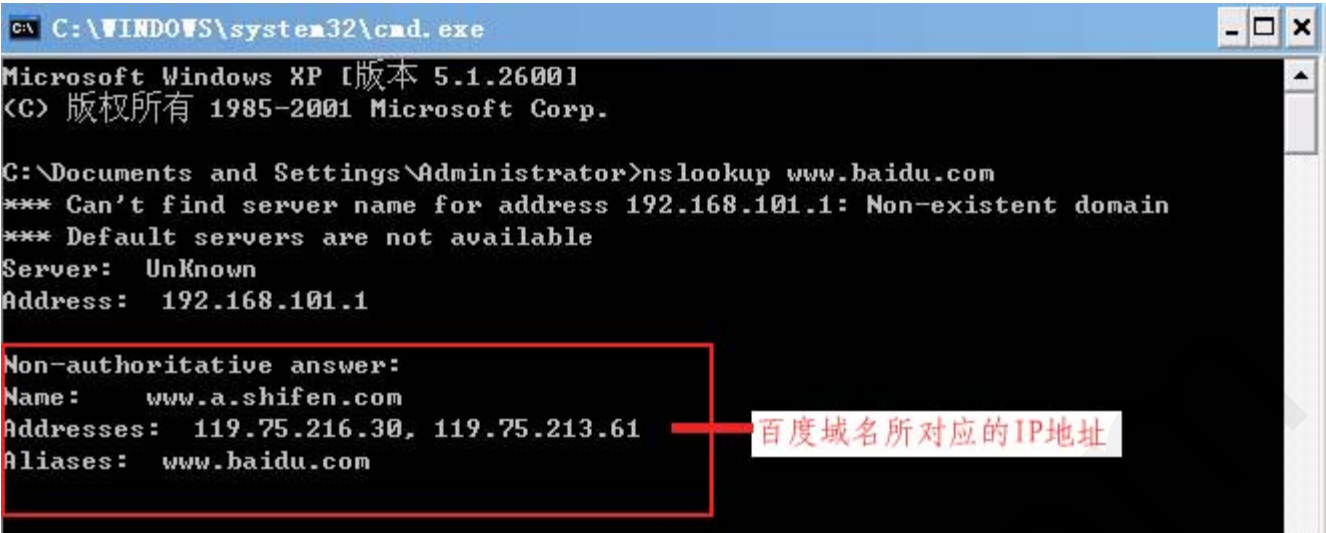 C:\WINDOWS\system32\cmd.exe
Microsoft Windows XP [版本 5.1.2600]
(C) 版权所有 1985-2001 Microsoft Corp.
C:\Documents and Settings\Administrator>nslookup www.baidu.com
*** Can't find server name for address 192.168.101.1: Non-existent domain
*** Default servers are not available
Server:  UnKnown
Address:  192.168.101.1
Non-authoritative answer:
Name:    www.a.shifen.com
Addresses:  119.75.216.30, 119.75.213.61
百度域名所对应的IP地址
Aliases:  www.baidu.com